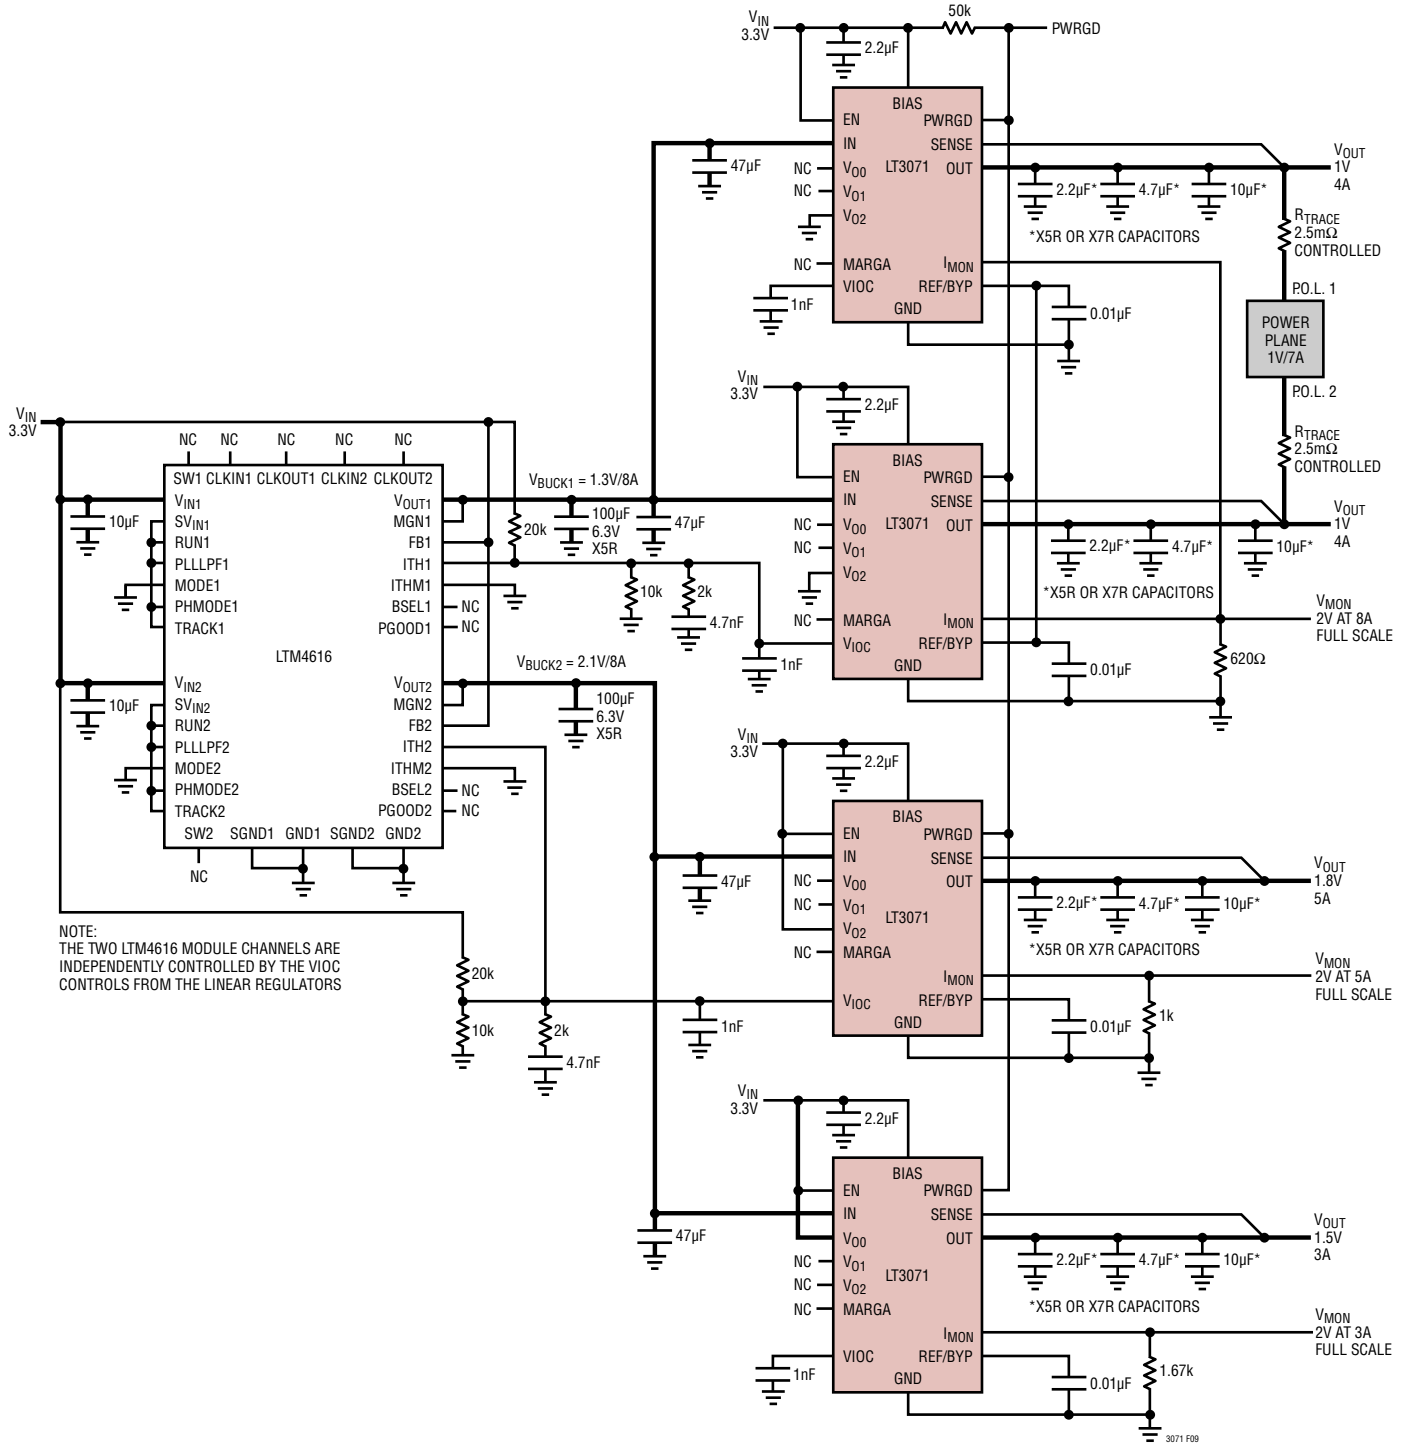 VIN
3.3V
2.2µF
50k
PWRGD
BIAS
EN
PWRGD
IN
SENSE
47µF
NC
VO0
LT3071
OUT
NC
VO1
VO2
NC
MARGA
IMON
VIOC
REF/BYP
1nF
GND
0.01µF
2.2µF*
4.7µF*
10µF*
*X5R OR X7R CAPACITORS
VOUT
1V
4A
RTRACE
2.5mΩ
CONTROLLED
P.O.L. 1
POWER
PLANE
1V/7A
P.O.L. 2
RTRACE
2.5mΩ
CONTROLLED
VIN
3.3V
2.2µF
BIAS
EN
PWRGD
IN
SENSE
NC
VO0
LT3071
OUT
NC
VO1
VO2
NC
MARGA
IMON
VIOC
REF/BYP
1nF
GND
0.01µF
2.2µF*
4.7µF*
10µF*
*X5R OR X7R CAPACITORS
VOUT
1V
4A
VMON
2V AT 8A
FULL SCALE
620Ω
VIN
3.3V
NC
NC
NC
NC
NC
SW1
CLKIN1
CLKOUT1
CLKIN2
CLKOUT2
VIN1
SVIN1
RUN1
PLLLPF1
MODE1
PHMODE1
TRACK1
10µF
VOUT1
MGN1
FB1
ITH1
ITHM1
BSEL1
NC
PGOOD1
NC
LTM4616
VIN2
SVIN2
RUN2
PLLLPF2
MODE2
PHMODE2
TRACK2
10µF
VOUT2
MGN2
FB2
ITH2
ITHM2
BSEL2
NC
PGOOD2
NC
SW2
SGND1
GND1
SGND2
GND2
NC
VBUCK1 = 1.3V/8A
20k
100µF
6.3V
X5R
47µF
10k
2k
4.7nF
VBUCK2 = 2.1V/8A
100µF
6.3V
X5R
NOTE:
THE TWO LTM4616 MODULE CHANNELS ARE
INDEPENDENTLY CONTROLLED BY THE VIOC
CONTROLS FROM THE LINEAR REGULATORS
20k
10k
2k
4.7nF
VIN
3.3V
2.2µF
BIAS
EN
PWRGD
IN
SENSE
47µF
NC
VO0
OUT
NC
VO1
LT3071
VO2
NC
MARGA
IMON
VIOC
REF/BYP
1nF
GND
0.01µF
1k
2.2µF*
4.7µF*
10µF*
*X5R OR X7R CAPACITORS
VOUT
1.8V
5A
VMON
2V AT 5A
FULL SCALE
VIN
3.3V
2.2µF
BIAS
EN
PWRGD
IN
SENSE
47µF
VO0
OUT
NC
VO1
LT3071
NC
VO2
NC
MARGA
IMON
VIOC
REF/BYP
1nF
GND
0.01µF
1.67k
2.2µF*
4.7µF*
10µF*
*X5R OR X7R CAPACITORS
VOUT
1.5V
3A
VMON
2V AT 3A
FULL SCALE
3071 F09